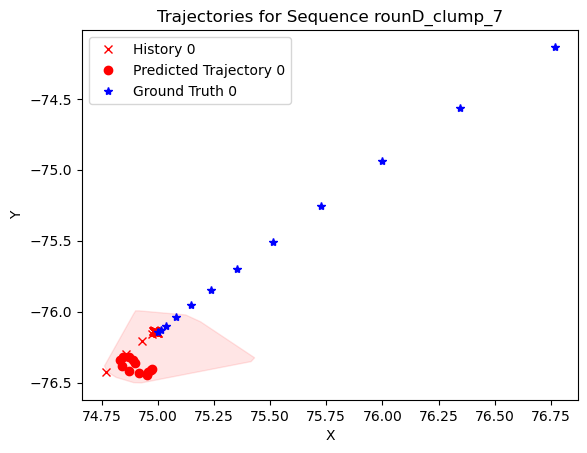 Trajectories for Sequence rounD_clump_7
History 0
Predicted Trajectory 0
Ground Truth 0
Y
−74.5
−75.0
−75.5
−76.0
−76.5
74.75 75.00 75.25 75.50 75.75 76.00 76.25 76.50 76.75
X